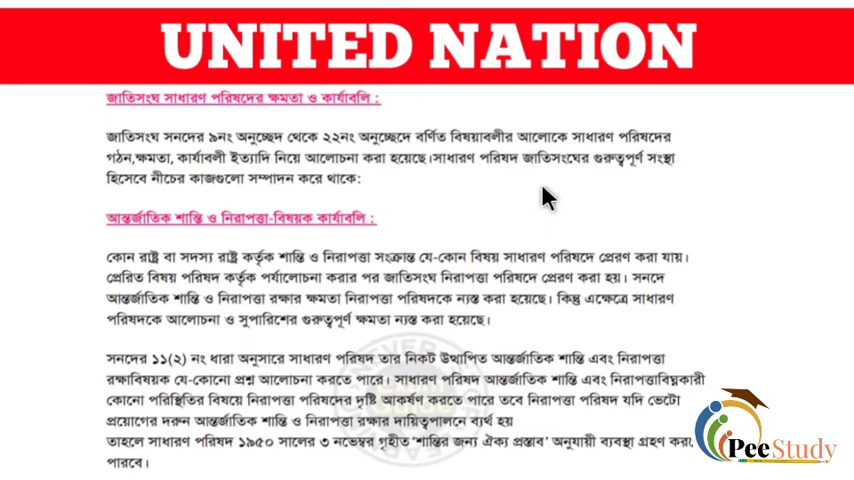 UNITED NATION
জাতিসংঘ সাধারণ পরিষদের ক্ষমতা ও কার্যাবলি :
জাতিসংঘ সনদের ৯নং অনুচ্ছেদ থেকে ২২নং অনুচ্ছেদে বর্ণিত বিষয়াবলীর আলোকে সাধারণ পরিষদের
গঠন,ক্ষমতা, কার্যাবলী ইত্যাদি নিয়ে আলোচনা করা হয়েছে।সাধারণ পরিষদ জাতিসংঘের গুরুত্বপূর্ণ সংস্থা
হিসেবে নীচের কাজগুলো সম্পাদন করে থাকে:
আন্তর্জাতিক শান্তি ও নিরাপত্তা-বিষয়ক কার্যাবলি :
কোন রাষ্ট্র বা সদস্য রাষ্ট্র কর্তৃক শান্তি ও নিরাপত্তা সংক্রান্ত যে-কোন বিষয় সাধারণ পরিষদে প্রেরণ করা যায়।
প্রেরিত বিষয় পরিষদ কর্তৃক পর্যালোচনা করার পর জাতিসংঘ নিরাপত্তা পরিষদে প্রেরণ করা হয়। সনদে
আন্তর্জাতিক শান্তি ও নিরাপত্তা রক্ষার ক্ষমতা নিরাপত্তা পরিষদকে ন্যস্ত করা হয়েছে। কিন্তু এক্ষেত্রে সাধারণ
পরিষদকে আলোচনা ও সুপারিশের গুরুত্বপূর্ণ ক্ষমতা ন্যস্ত করা হয়েছে।
সনদের ১১(২) নং ধারা অনুসারে সাধারণ পরিষদ তার নিকট উত্থাপিত আন্তর্জাতিক শান্তি এবং নিরাপত্তা
রক্ষাবিষয়ক যে-কোনো প্রশ্ন আলোচনা করতে পারে। সাধারণ পরিষদ আন্তর্জাতিক শান্তি এবং নিরাপত্তাবিঘ্নকারী
কোনো পরিস্থিতির বিষয়ে নিরাপত্তা পরিষদের দৃষ্টি আকর্ষণ করতে পারে তবে নিরাপত্তা পরিষদ যদি ভেটো
প্রয়োগের দরুন আন্তর্জাতিক শান্তি ও নিরাপত্তা রক্ষার দায়িত্বপালনে ব্যর্থ হয়
তাহলে সাধারণ পরিষদ ১৯৫০ সালের ৩ নভেম্বর গৃহীত 'শান্তির জন্য ঐক্য প্রস্তাব' অনুযায়ী ব্যবস্থা গ্রহণ
পারবে।
PeeStudy